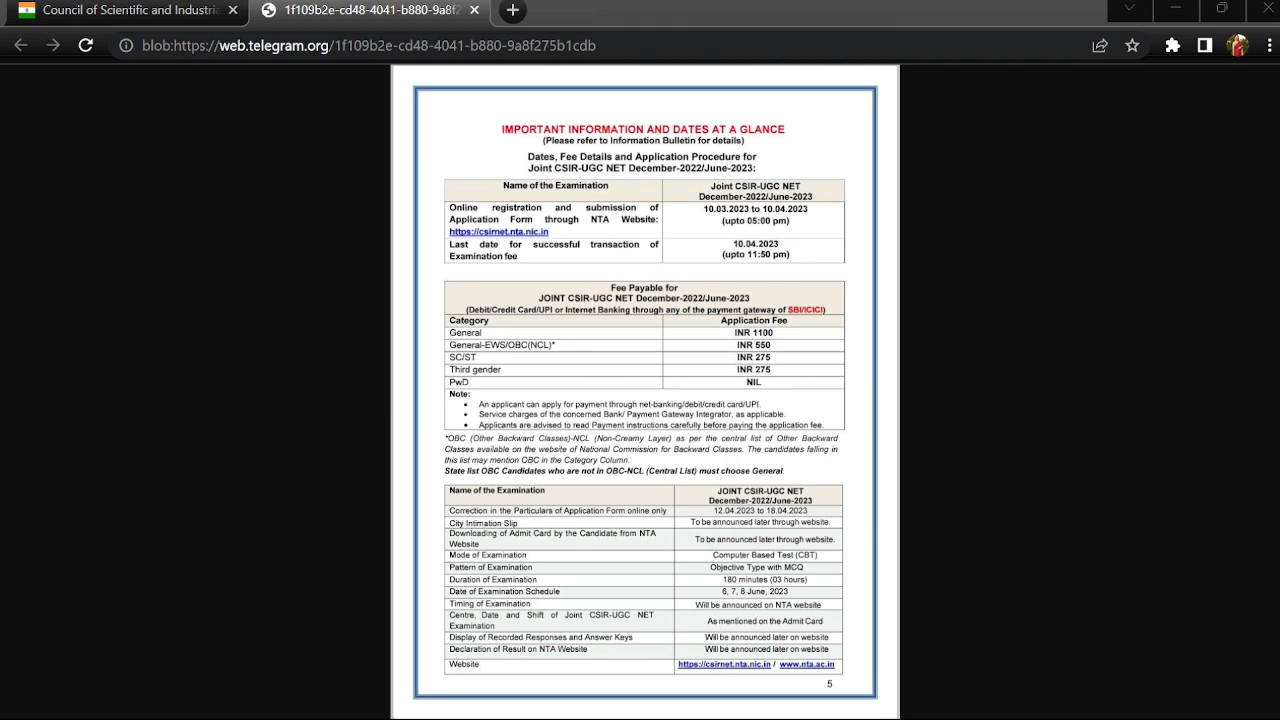 Council of Scientific and Industria
1f109b2e-cd48-4041-b880-9a8f2
blob:https://web.telegram.org/1f109b2e-cd48-4041-b880-9a8f275b1cdb
IMPORTANT INFORMATION AND DATES AT A GLANCE
(Please refer to Information Bulletin for details)
Dates, Fee Details and Application Procedure for
Joint CSIR-UGC NET December-2022/June-2023:
Name of the Examination
Joint CSIR-UGC NET
December-2022/June-2023
Online registration and submission of
Application Form through NTA Website:
https://csirnet.nta.nic.in
10.03.2023 to 10.04.2023
(upto 05:00 pm)
Last date for successful transaction of
Examination fee
10.04.2023
(upto 11:50 pm)
Fee Payable for
JOINT CSIR-UGC NET December-2022/June-2023
(Debit/Credit Card/UPI or Internet Banking through any of the payment gateway of SBI/ICICI)
Category Application Fee
General INR 1100
General-EWS/OBC(NCL)* INR 550
SC/ST INR 275
Third gender INR 275
PwD NIL
Note:
• An applicant can apply for payment through net-banking/debit/credit card/UPI.
• Service charges of the concerned Bank/ Payment Gateway Integrator, as applicable.
• Applicants are advised to read Payment instructions carefully before paying the application fee.
*OBC (Other Backward Classes)-NCL (Non-Creamy Layer) as per the central list of Other Backward
Classes available on the website of National Commission for Backward Classes. The candidates falling in
this list may mention OBC in the Category Column.
State list OBC Candidates who are not in OBC-NCL (Central List) must choose General.
Name of the Examination
JOINT CSIR-UGC NET
December-2022/June-2023
Correction in the Particulars of Application Form online only 12.04.2023 to 18.04.2023
City Intimation Slip To be announced later through website.
Downloading of Admit Card by the Candidate from NTA
Website
To be announced later through website.
Mode of Examination Computer Based Test (CBT)
Pattern of Examination Objective Type with MCQ
Duration of Examination 180 minutes (03 hours)
Date of Examination Schedule 6, 7, 8 June, 2023
Timing of Examination Will be announced on NTA website
Centre, Date and Shift of Joint CSIR-UGC NET
Examination
As mentioned on the Admit Card
Display of Recorded Responses and Answer Keys Will be announced later on website
Declaration of Result on NTA Website Will be announced later on website
Website https://csirnet.nta.nic.in / www.nta.ac.in
5